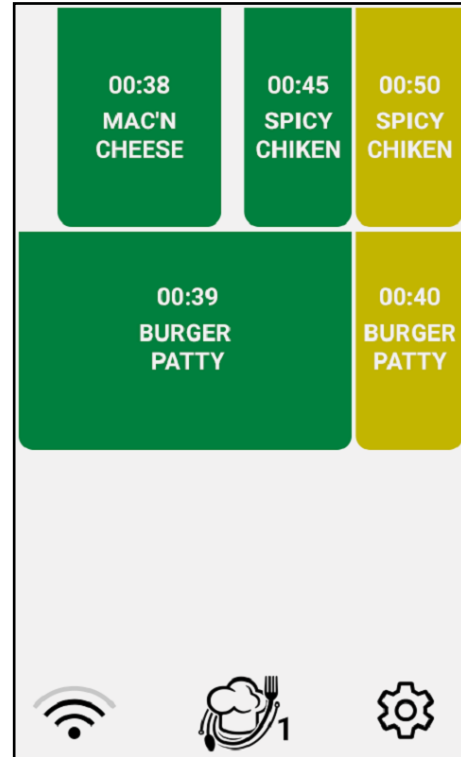 00:38
MAC'N
CHEESE
00:45
SPICY
CHIKEN
00:50
SPICY
CHIKEN
00:39
BURGER
PATTY
00:40
BURGER
PATTY
1